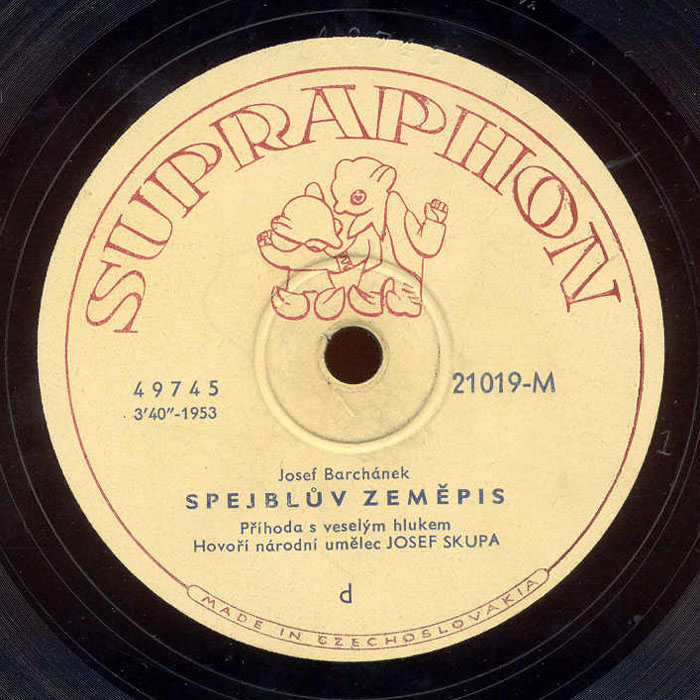 SUPRAPHON
49745
3'40"-1953
21019-M
Josef Barchánek
SPEJBLŮV ZEMĚPIS
Příhoda s veselým hlukem
Hovoří národní umělec JOSEF SKUPA
d
MADE IN CZECHOSLOVAKIA